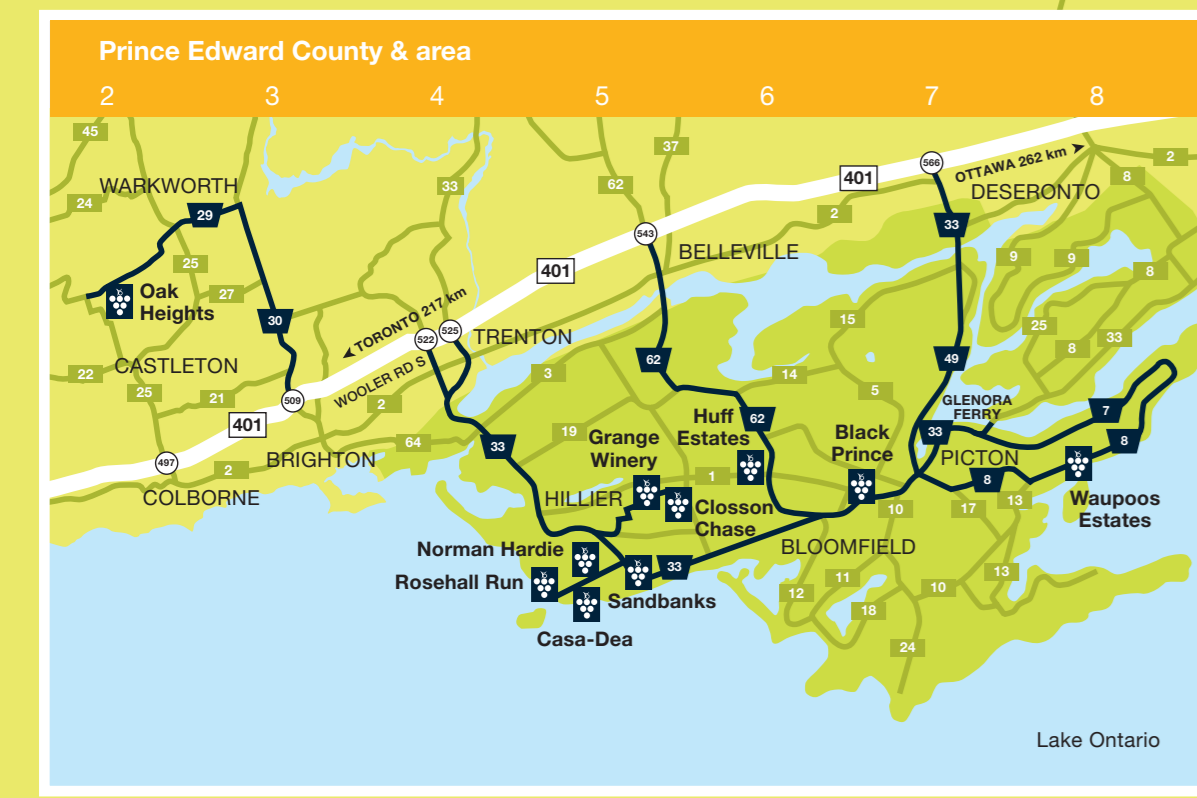 Prince Edward County & area
2 3 4 5 6 7 8
45
37
566
OTTAWA 262 km
2
WARKWORTH
33
62
401
8
DESERONTO
24
29
2
33
543
BELLEVILLE
25
401
9
9
8
Oak
Heights
27
TORONTO 217 km
30
15
25
522
525
TRENTON
33
8
62
49
CASTLETON
22
WOOLER RD S
3
14
5
25
21
509
2
GLENORA
FERRY
7
401
Huff
Estates
62
Black
Prince
33
8
64
33
19
Grange
Winery
497
2
BRIGHTON
PICTON
1
8
COLBORNE
HILLIER
Closson
Chase
10
17
13
Waupoos
Estates
Norman Hardie
BLOOMFIELD
Rosehall Run
33
11
13
12
10
Sandbanks
18
Casa-Dea
24
Lake Ontario